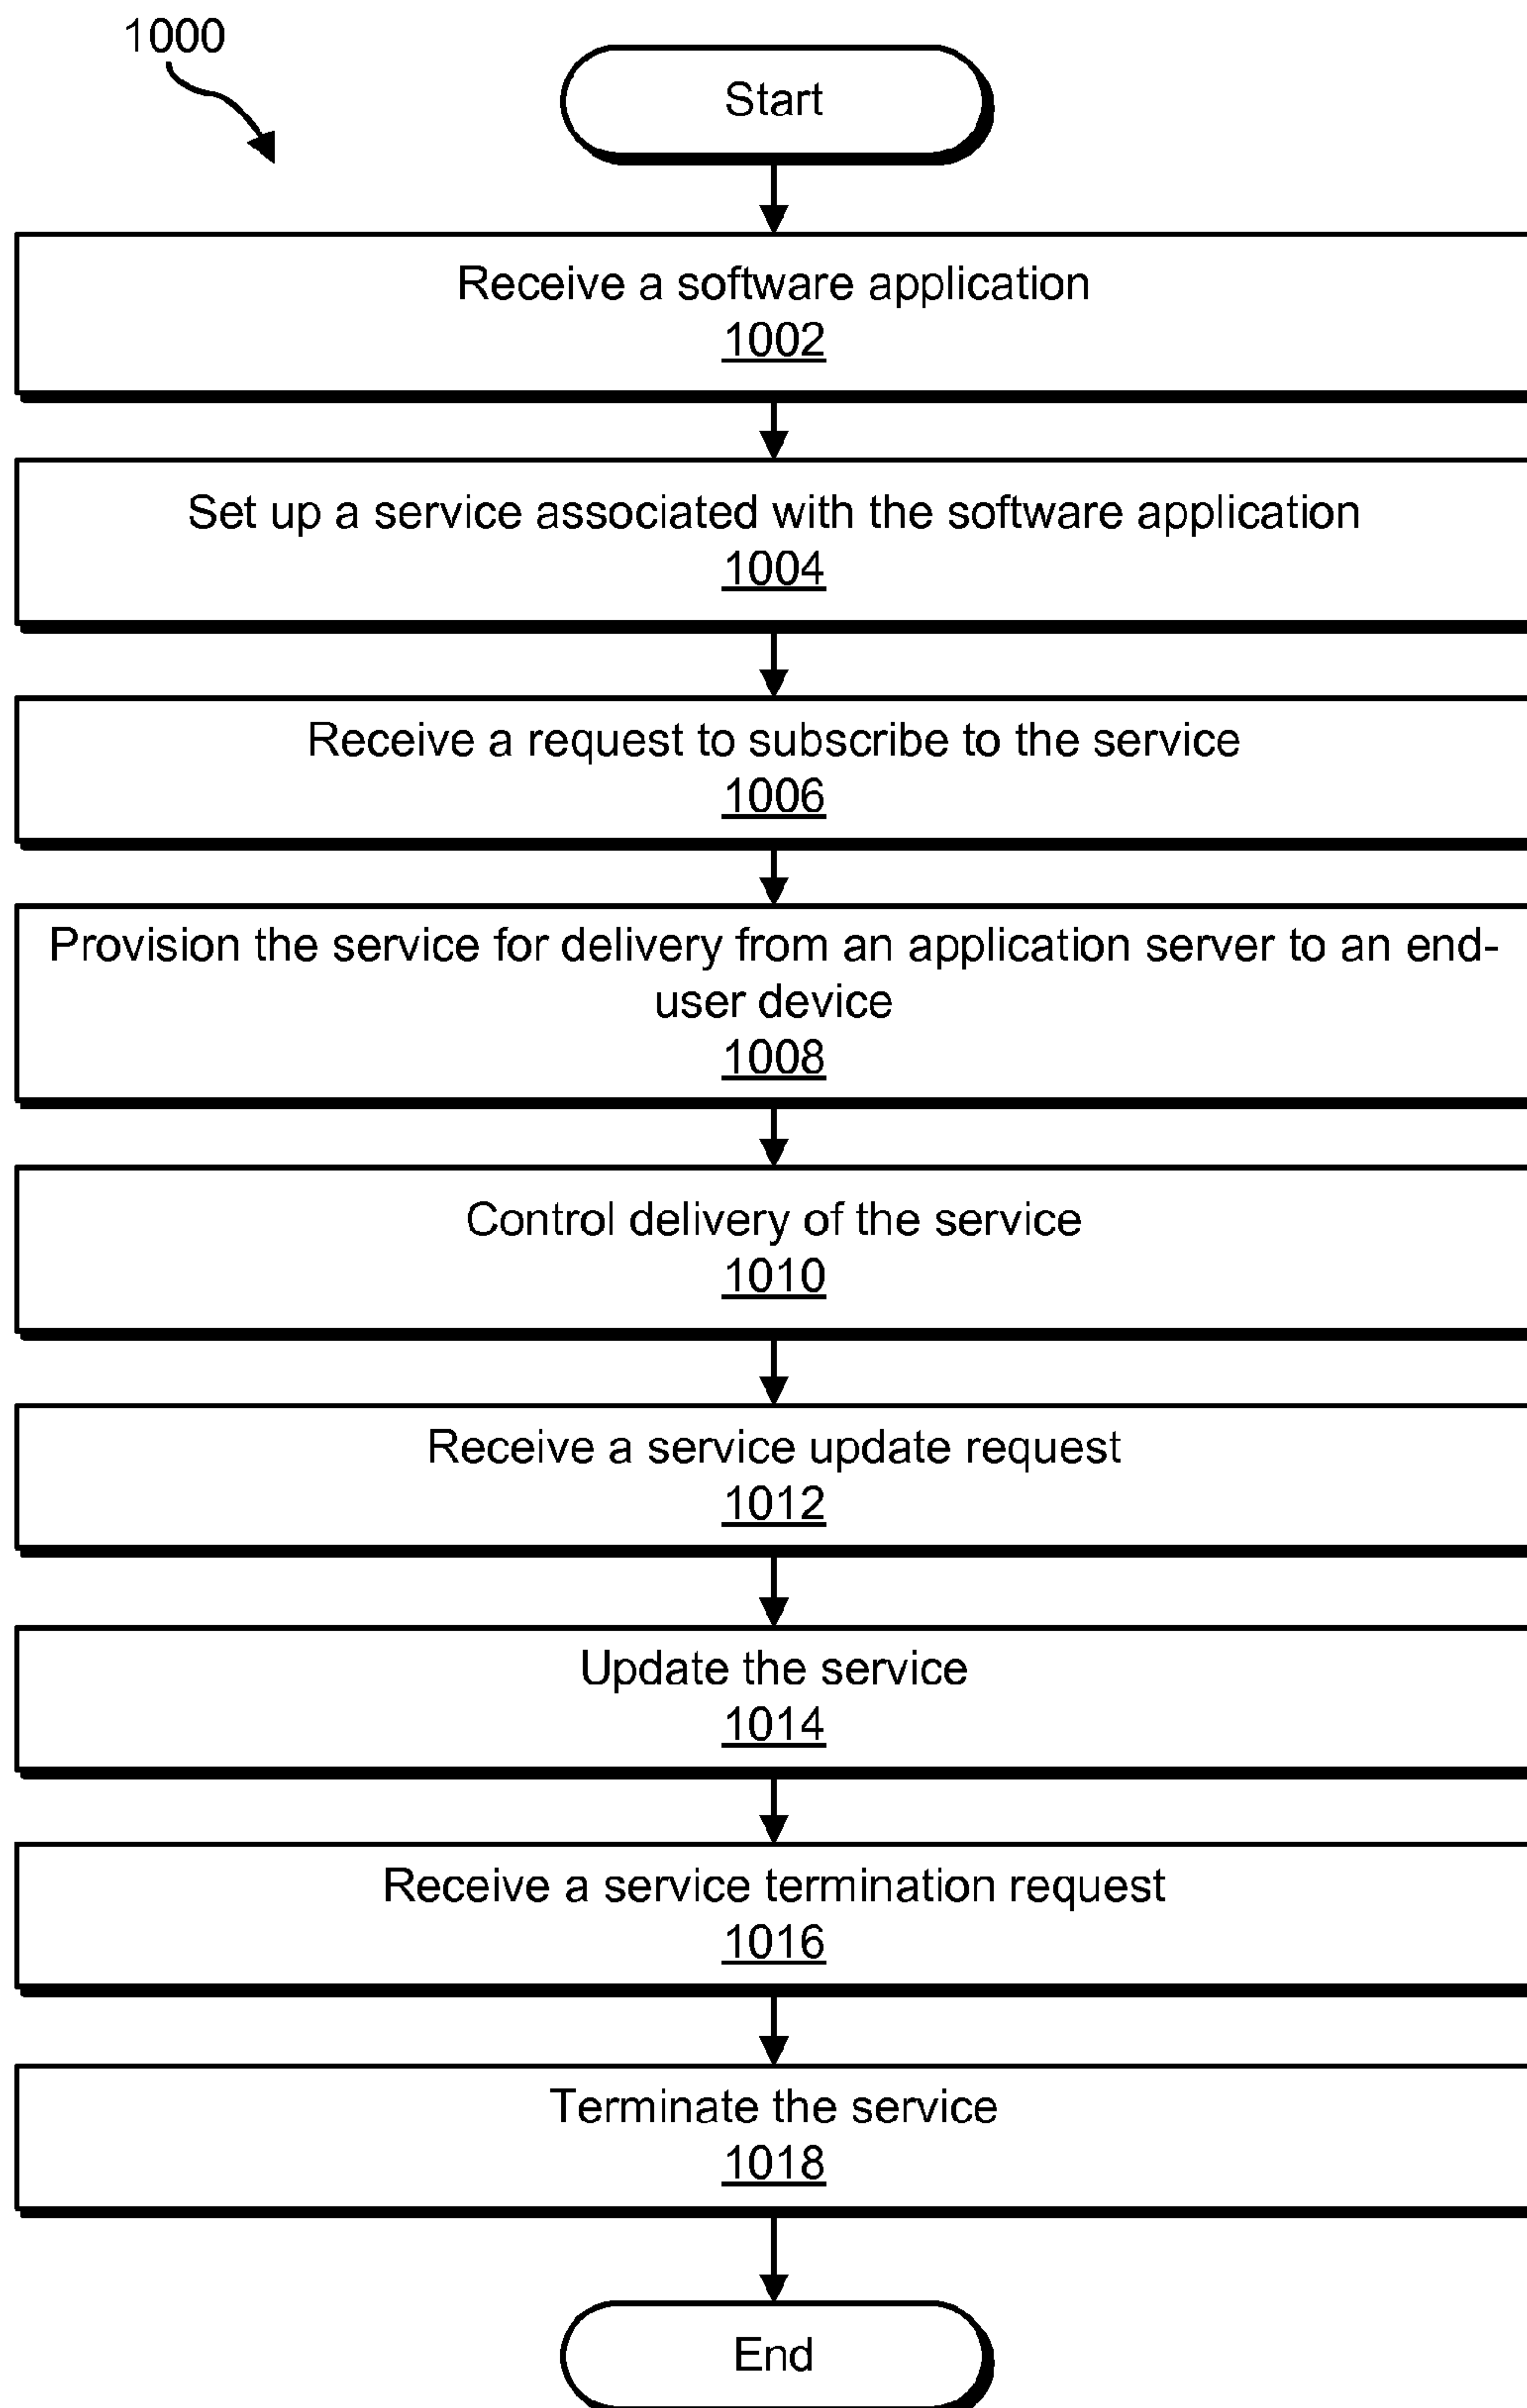 1000
Start
Receive a software application
1002
Set up a service associated with the software application
1004
Receive a request to subscribe to the service
1006
Provision the service for delivery from an application server to an end-
user device
1008
Control delivery of the service
1010
Receive a service update request
1012
Update the service
1014
Receive a service termination request
1016
Terminate the service
1018
End